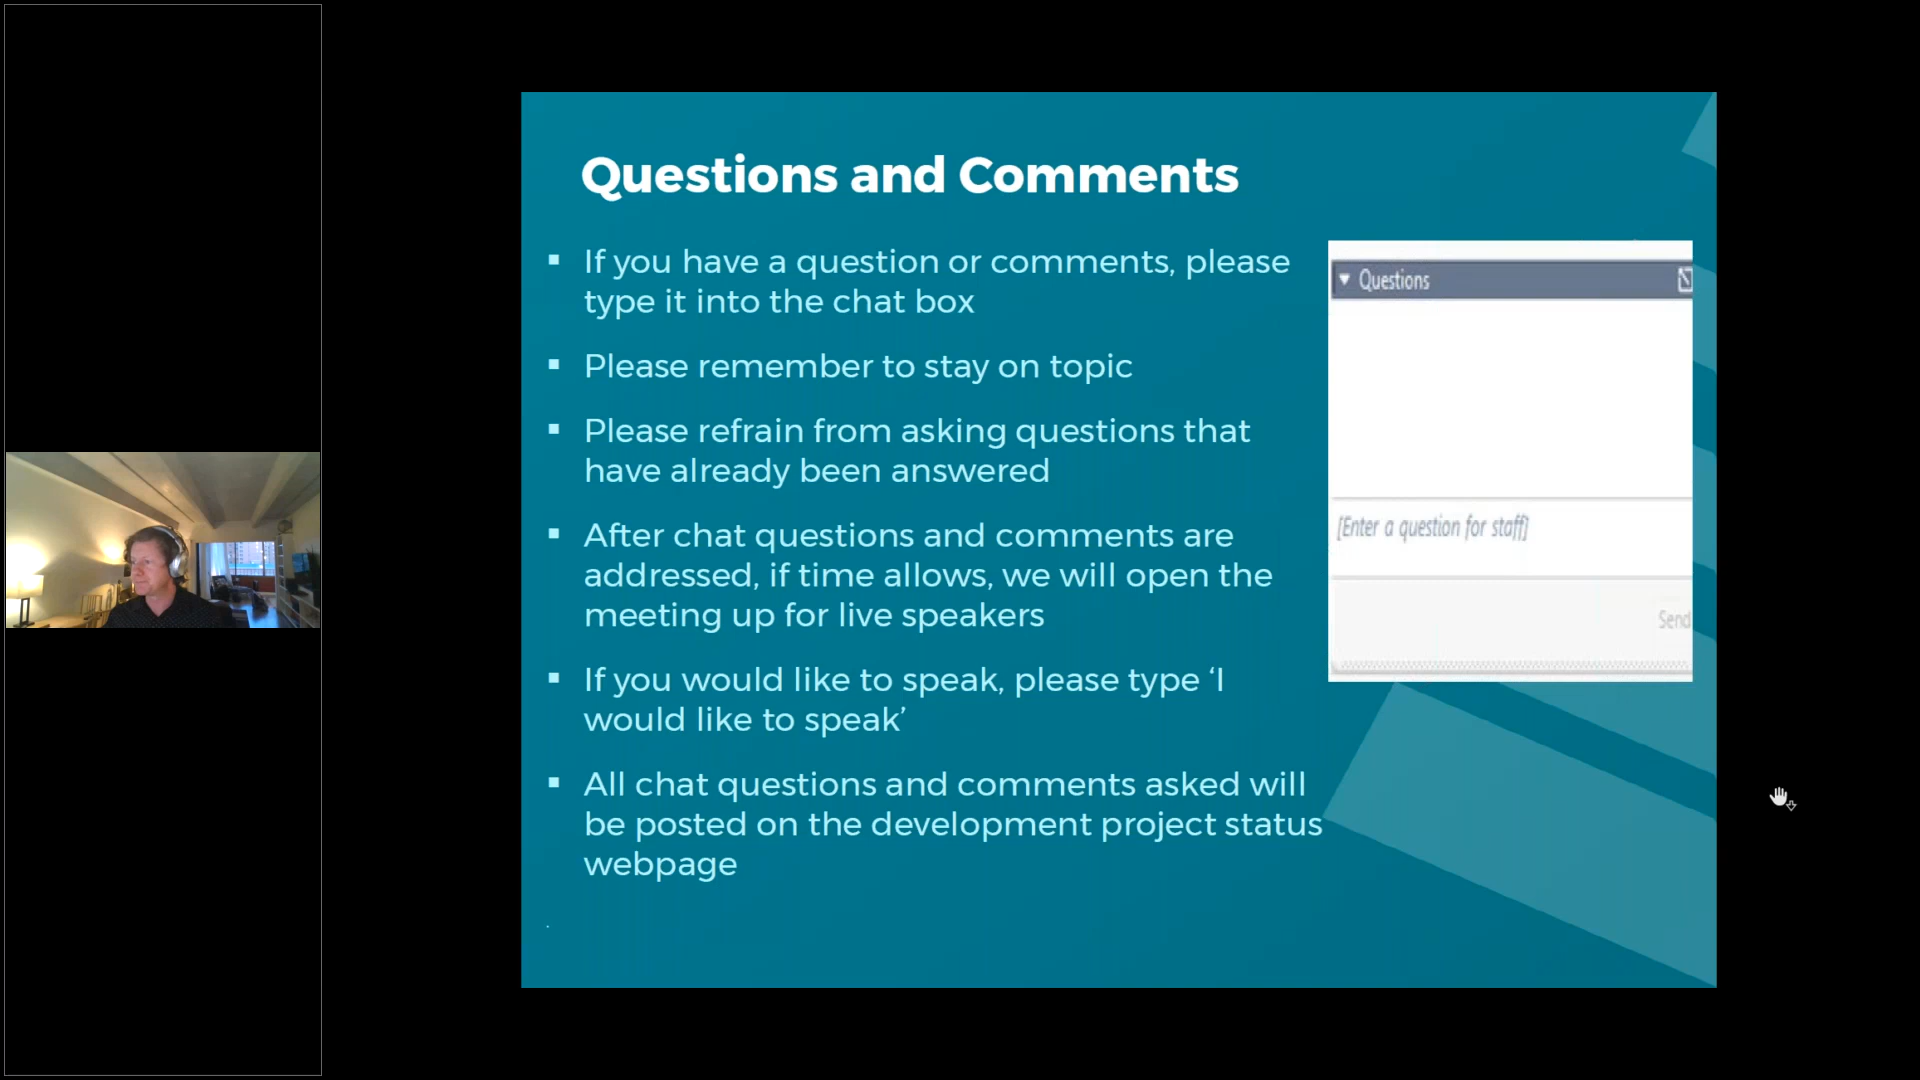 Questions and Comments
▪ If you have a question or comments, please
type it into the chat box
▪ Please remember to stay on topic
▪ Please refrain from asking questions that
have already been answered
▪ After chat questions and comments are
addressed, if time allows, we will open the
meeting up for live speakers
▪ If you would like to speak, please type ‘I
would like to speak’
▪ All chat questions and comments asked will
be posted on the development project status
webpage
.
Questions
[Enter a question for staff]
Send